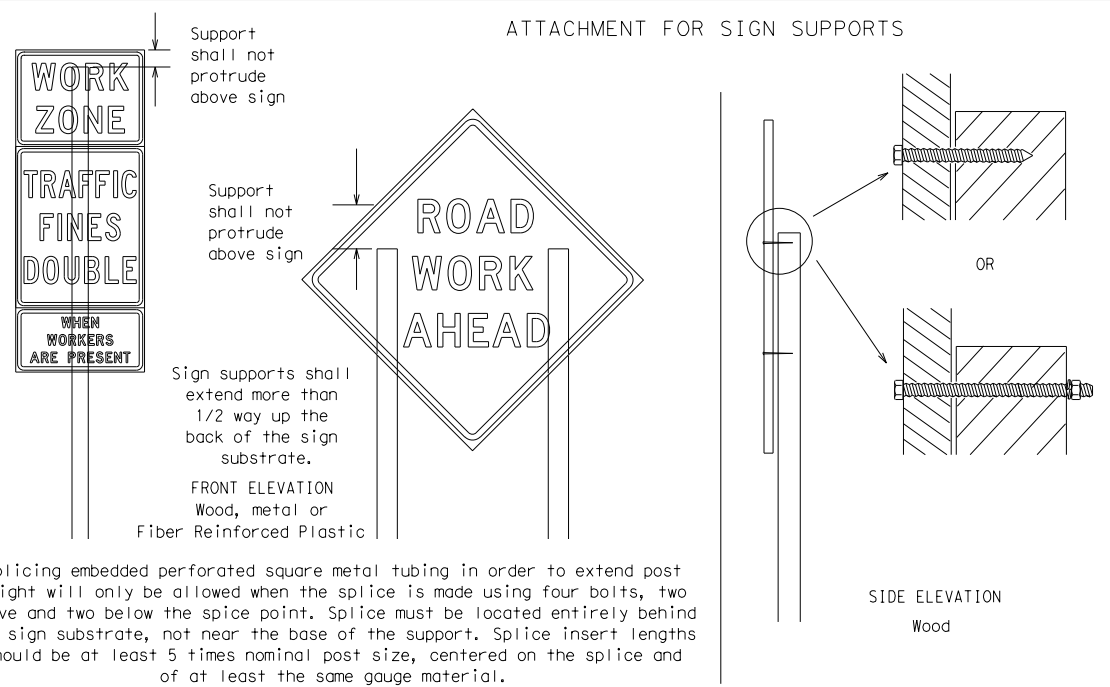 ATTACHMENT FOR SIGN SUPPORTS
Support
shall not
protrude
above sign
WORK
ZONE
TRAFFIC
FINES
DOUBLE
WHEN
WORKERS
ARE PRESENT
Support
shall not
protrude
above sign
ROAD
WORK
AHEAD
Sign supports shall
extend more than
1/2 way up the
back of the sign
substrate.
FRONT ELEVATION
Wood, metal or
Fiber Reinforced Plastic
OR
SIDE ELEVATION
Wood
plicing embedded perforated square metal tubing in order to extend post
ight will only be allowed when the splice is made using four bolts, two
ve and two below the spice point. Splice must be located entirely behind
sign substrate, not near the base of the support. Splice insert lengths
hould be at least 5 times nominal post size, centered on the splice and
of at least the same gauge material.